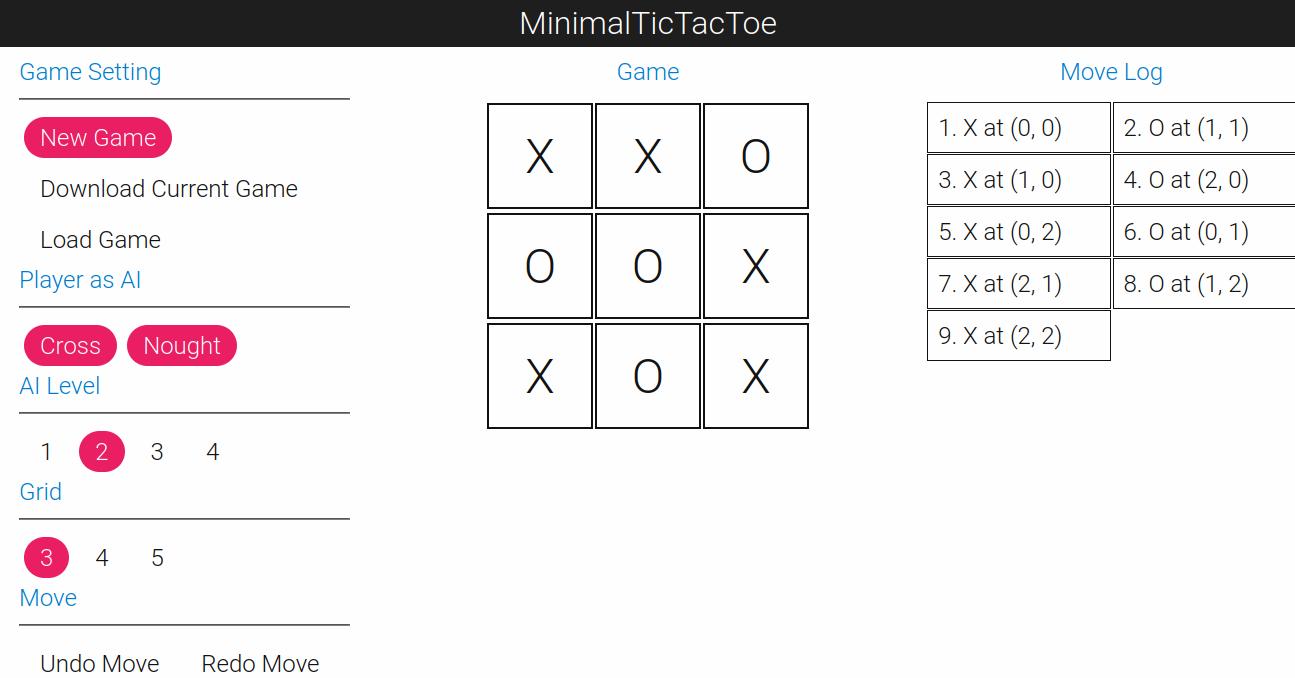 MinimalTicTacToe
Game Setting
New Game
Download Current Game
Load Game
Player as AI
Cross Nought
AI Level
1 2 3 4
Grid
3 4 5
Move
Undo Move Redo Move
Game
X X O
O O X
X O X
Move Log
1. X at (0, 0) 2. O at (1, 1)
3. X at (1, 0) 4. O at (2, 0)
5. X at (0, 2) 6. O at (0, 1)
7. X at (2, 1) 8. O at (1, 2)
9. X at (2, 2)